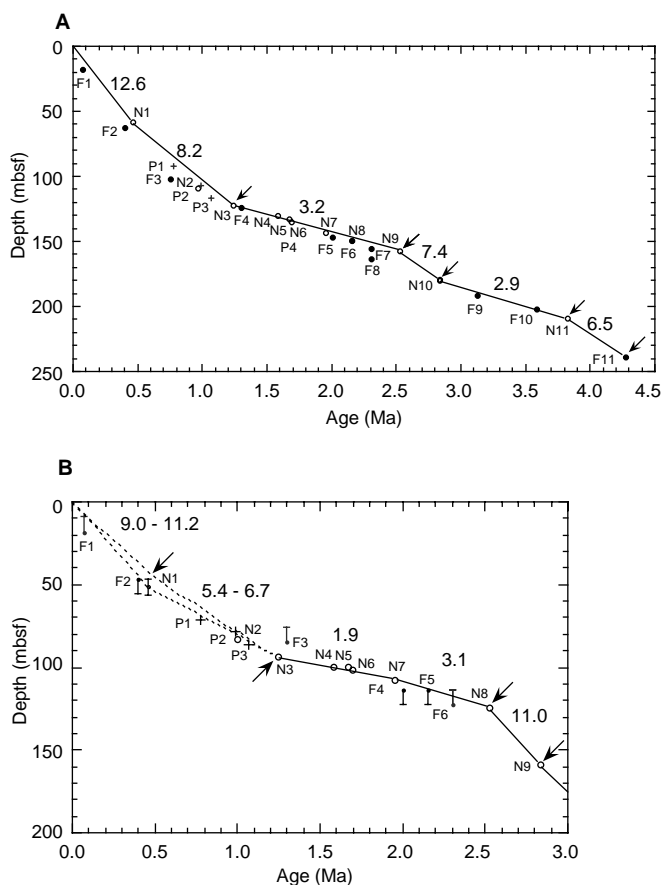 A
0
50
100
150
200
250
Depth (mbsf)
12.6
F1
N1
F2
8.2
P1
F3
N2
P2
P3
N3
F4
3.2
N4
N5
N6
P4
N7
N8
N9
F5
F6
F7
F8
7.4
N10
2.9
F9
F10
N11
6.5
F11
0.0 0.5 1.0 1.5 2.0 2.5 3.0 3.5 4.0 4.5
Age (Ma)
B
0
50
100
150
200
Depth (mbsf)
9.0 - 11.2
F1
F2
N1
5.4 - 6.7
P1
P2
N2
P3
F3
N3
1.9
N4
N5
N6
N7
F4
3.1
F5
F6
N8
11.0
N9
0.0 0.5 1.0 1.5 2.0 2.5 3.0
Age (Ma)